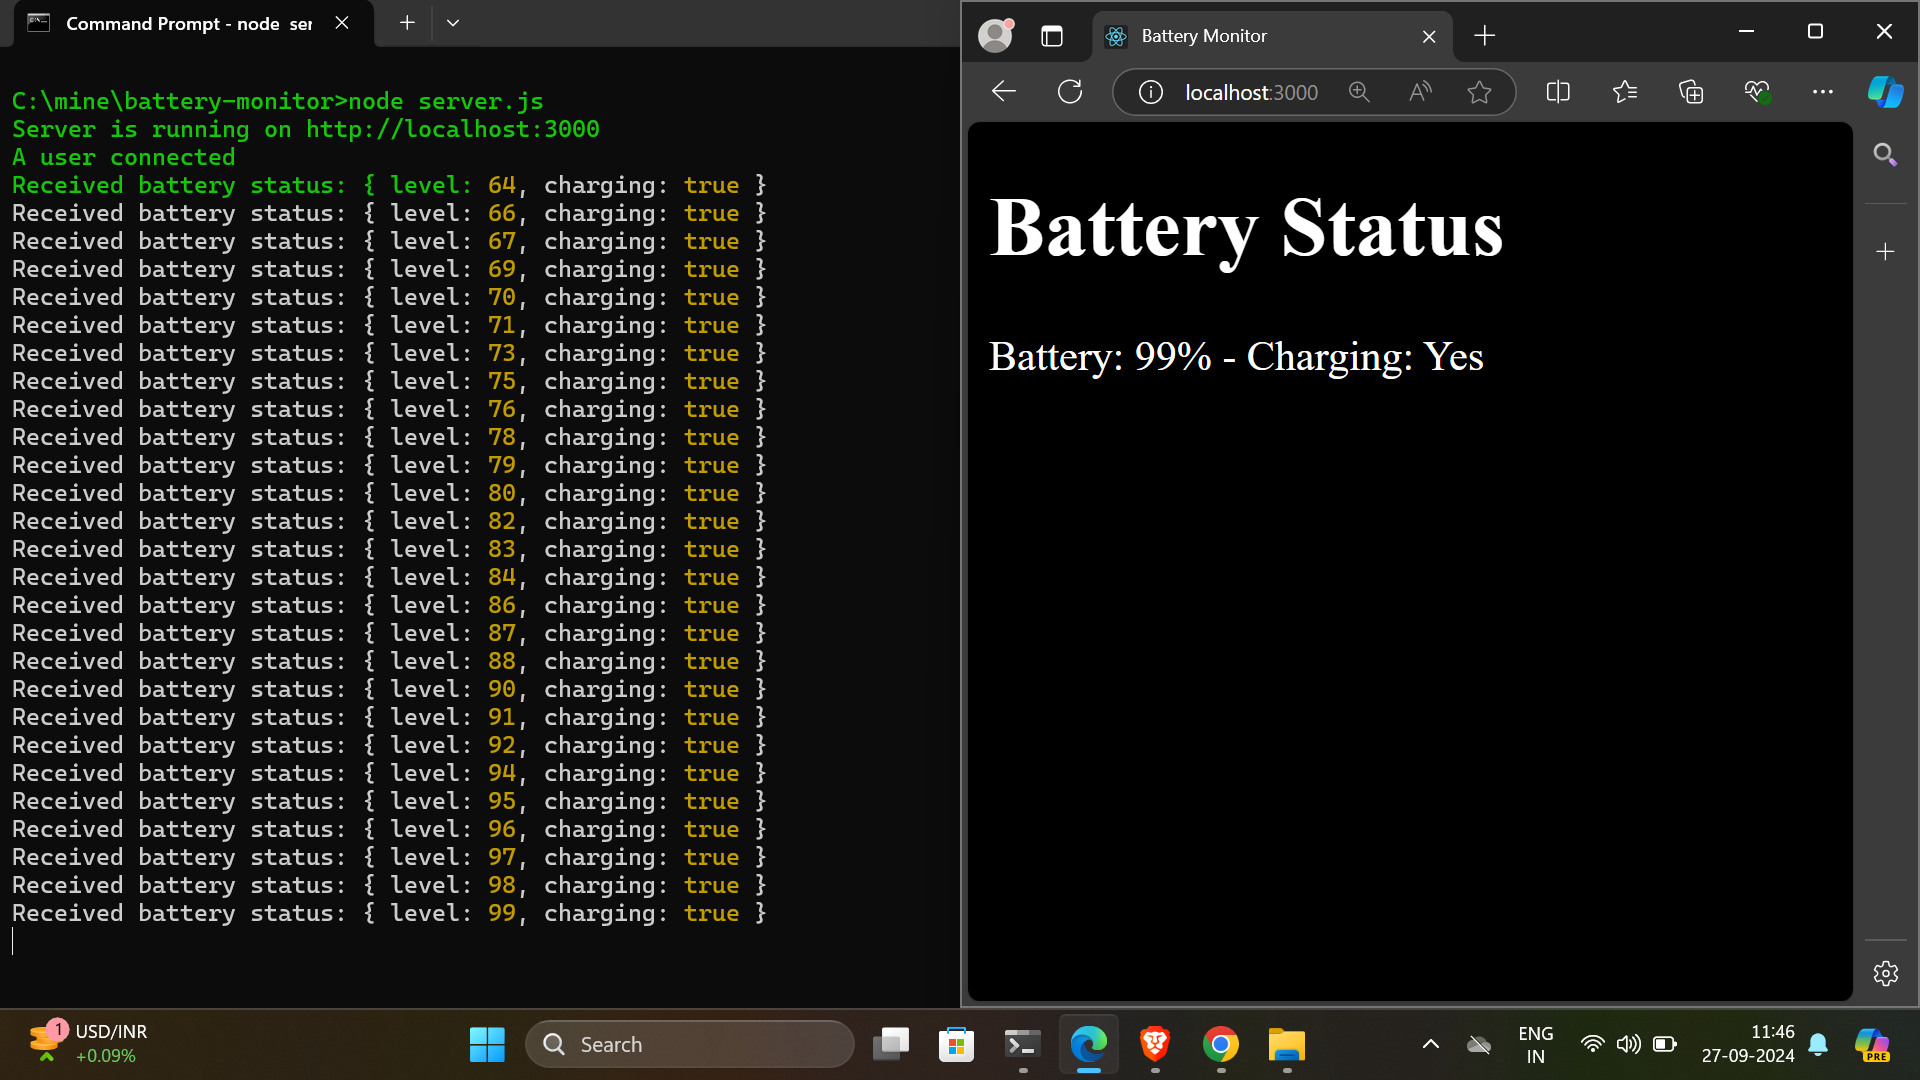 Command Prompt - node ser
C:\mine\battery-monitor>node server.js
Server is running on http://localhost:3000
A user connected
Received battery status: { level: 64, charging: true }
Received battery status: { level: 66, charging: true }
Received battery status: { level: 67, charging: true }
Received battery status: { level: 69, charging: true }
Received battery status: { level: 70, charging: true }
Received battery status: { level: 71, charging: true }
Received battery status: { level: 73, charging: true }
Received battery status: { level: 75, charging: true }
Received battery status: { level: 76, charging: true }
Received battery status: { level: 78, charging: true }
Received battery status: { level: 79, charging: true }
Received battery status: { level: 80, charging: true }
Received battery status: { level: 82, charging: true }
Received battery status: { level: 83, charging: true }
Received battery status: { level: 84, charging: true }
Received battery status: { level: 86, charging: true }
Received battery status: { level: 87, charging: true }
Received battery status: { level: 88, charging: true }
Received battery status: { level: 90, charging: true }
Received battery status: { level: 91, charging: true }
Received battery status: { level: 92, charging: true }
Received battery status: { level: 94, charging: true }
Received battery status: { level: 95, charging: true }
Received battery status: { level: 96, charging: true }
Received battery status: { level: 97, charging: true }
Received battery status: { level: 98, charging: true }
Received battery status: { level: 99, charging: true }
Battery Monitor
localhost:3000
Battery Status
Battery: 99% - Charging: Yes
1
USD/INR
+0.09%
Search
ENG
IN
11:46
27-09-2024
PRE